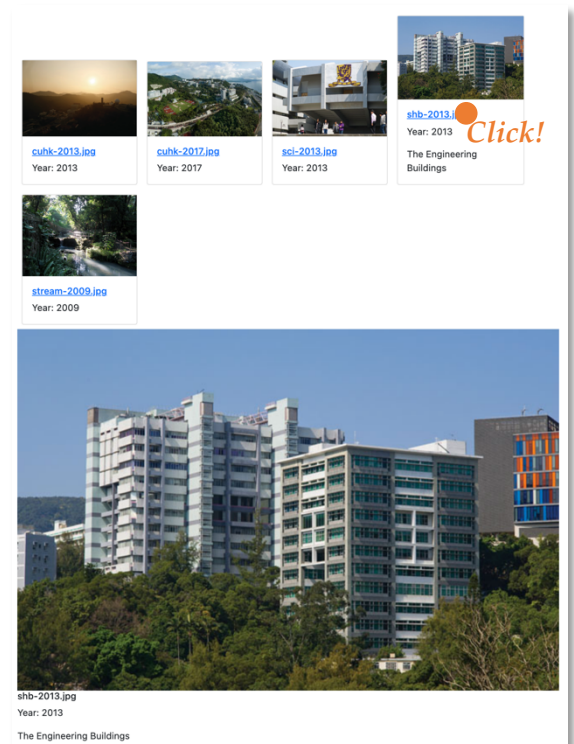 cuhk-2013.jpg
Year: 2013
cuhk-2017.jpg
Year: 2017
sci-2013.jpg
Year: 2013
shb-2013.j
Click!
Year: 2013
The Engineering
Buildings
stream-2009.jpg
Year: 2009
shb-2013.jpg
Year: 2013
The Engineering Buildings